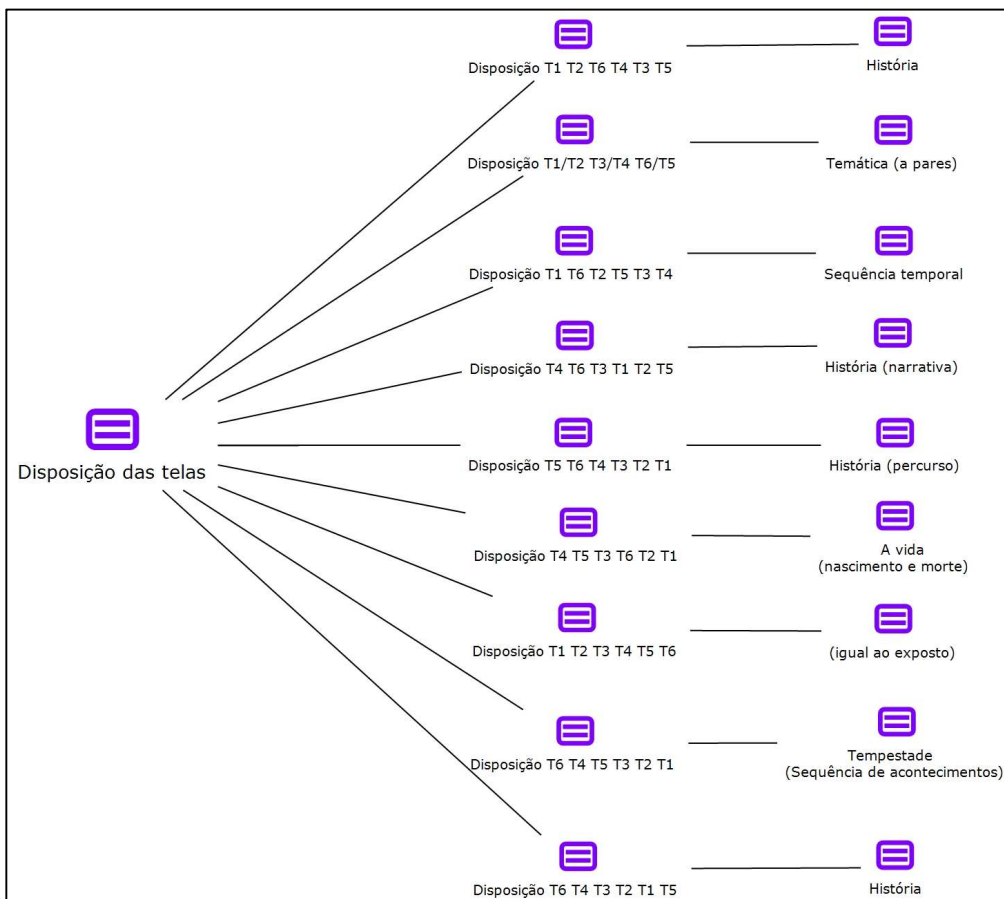 Disposição T1 T2 T6 T4 T3 T5
História
Disposição T1/T2 T3/T4 T6/T5
Temática (a pares)
Disposição T1 T6 T2 T5 T3 T4
Sequência temporal
Disposição T4 T6 T3 T1 T2 T5
História (narrativa)
Disposição das telas
Disposição T5 T6 T4 T3 T2 T1
História (percurso)
Disposição T4 T5 T3 T6 T2 T1
A vida
(nascimento e morte)
Disposição T1 T2 T3 T4 T5 T6
(igual ao exposto)
Disposição T6 T4 T5 T3 T2 T1
Tempestade
(Sequência de acontecimentos)
Disposição T6 T4 T3 T2 T1 T5
História